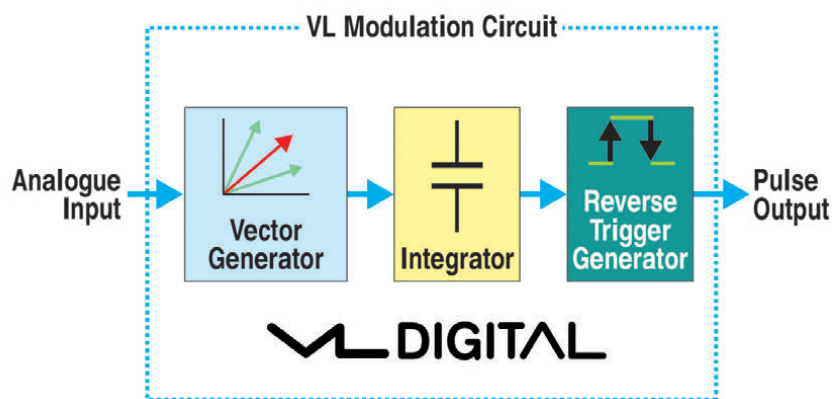 VL Modulation Circuit
Analogue
Input
Vector
Generator
Integrator
Reverse
Trigger
Generator
Pulse
Output
VL DIGITAL